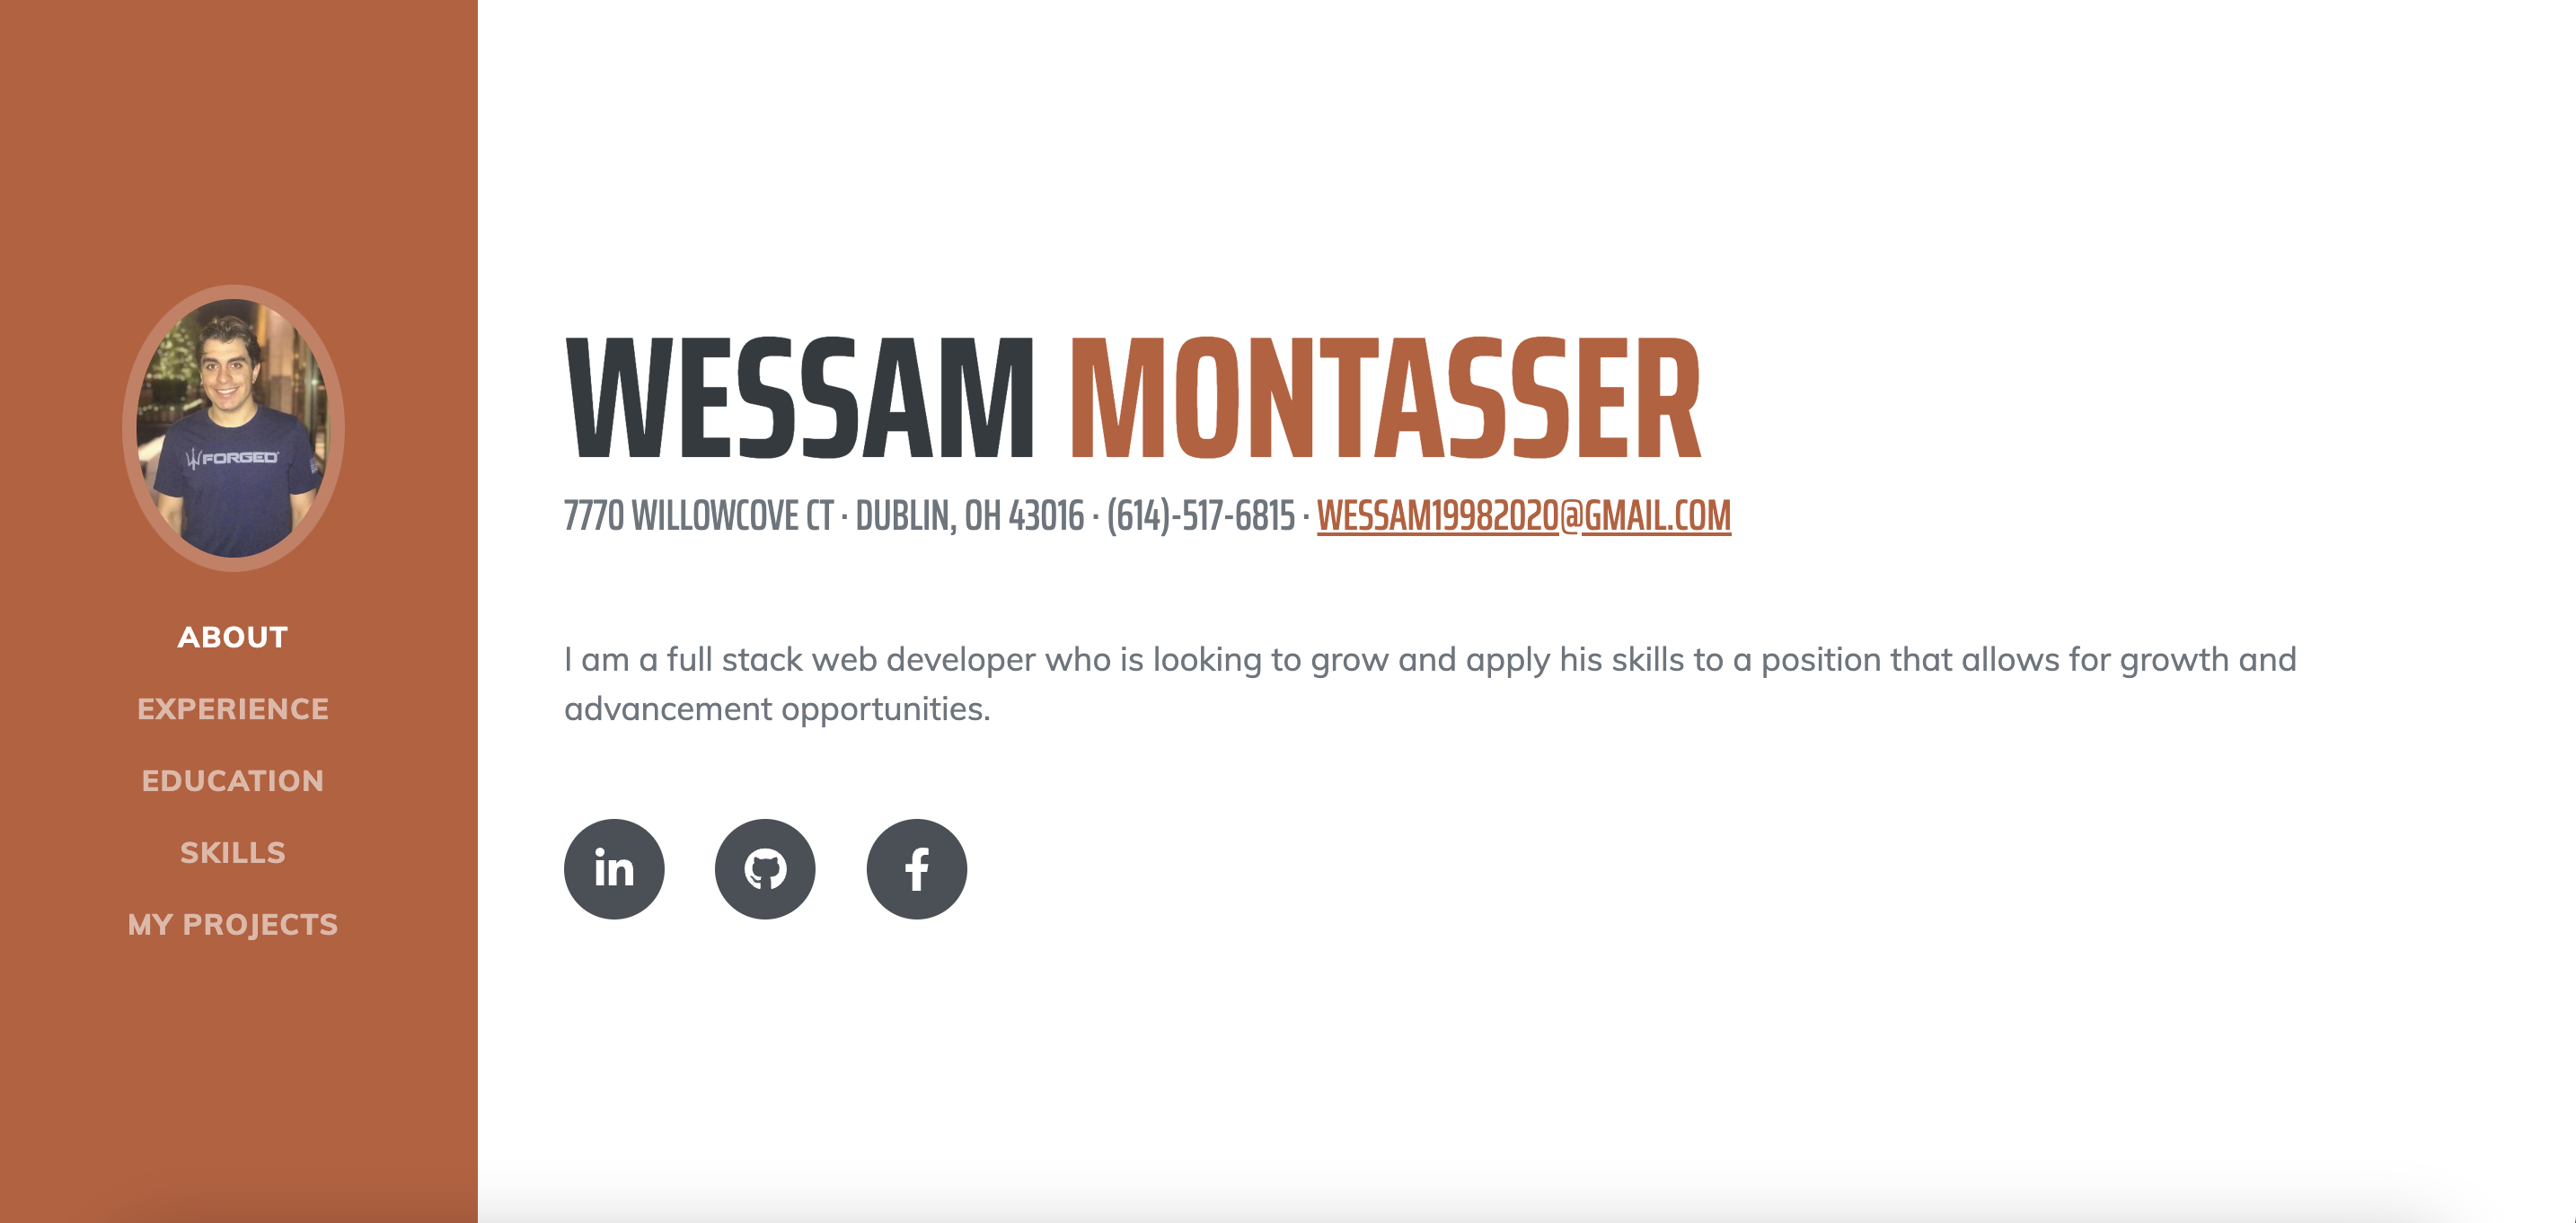 FORGED
ABOUT
EXPERIENCE
EDUCATION
SKILLS
MY PROJECTS
WESSAM MONTASSER
7770 WILLOWCOVE CT · DUBLIN, OH 43016 · (614)-517-6815 · WESSAM19982020@GMAIL.COM
I am a full stack web developer who is looking to grow and apply his skills to a position that allows for growth and
advancement opportunities.
in
f